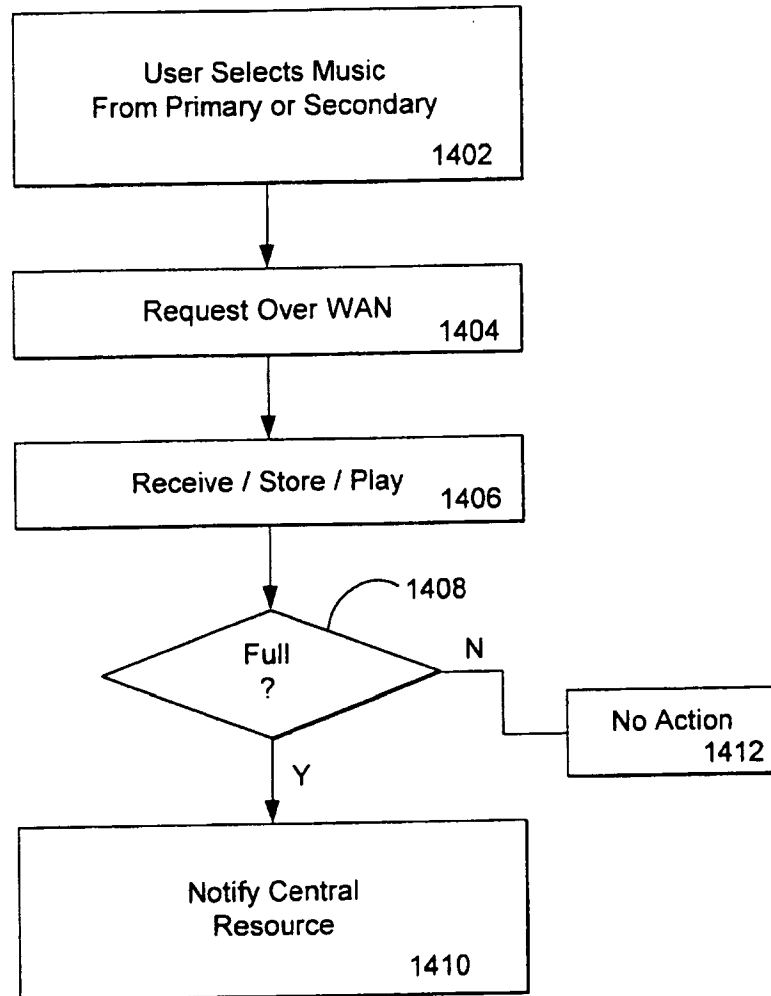 User Selects Music
From Primary or Secondary
1402
Request Over WAN
1404
Receive / Store / Play
1406
1408
Full
?
N
No Action
1412
Y
Notify Central
Resource
1410